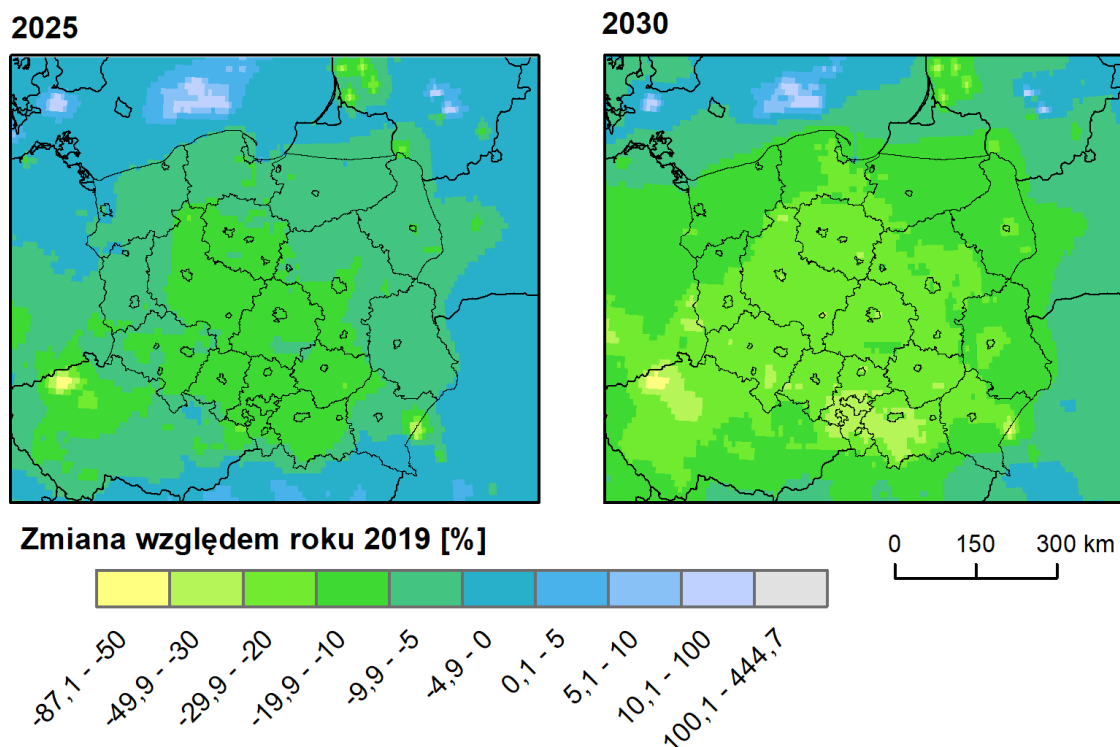 2025
2030
Zmiana względem roku 2019 [%]
0 150 300 km
-87,1 - -50
-49,9 - -30
-29,9 - -20
-19,9 - -10
-9,9 - -5
-4,9 - 0
0,1 - 5
5,1 - 10
10,1 - 100
100,1 - 444,7